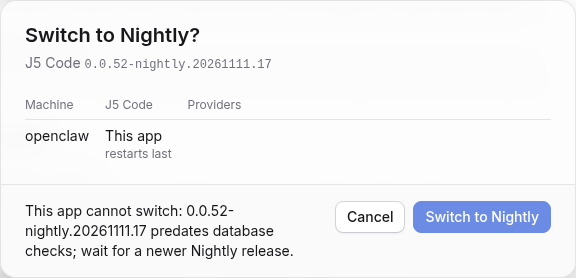 Switch to Nightly?
J5 Code 0.0.52-nightly.20261111.17
Machine J5 Code Providers
openclaw This app
restarts last
This app cannot switch: 0.0.52-
nightly.20261111.17 predates database
checks; wait for a newer Nightly release.
Cancel Switch to Nightly